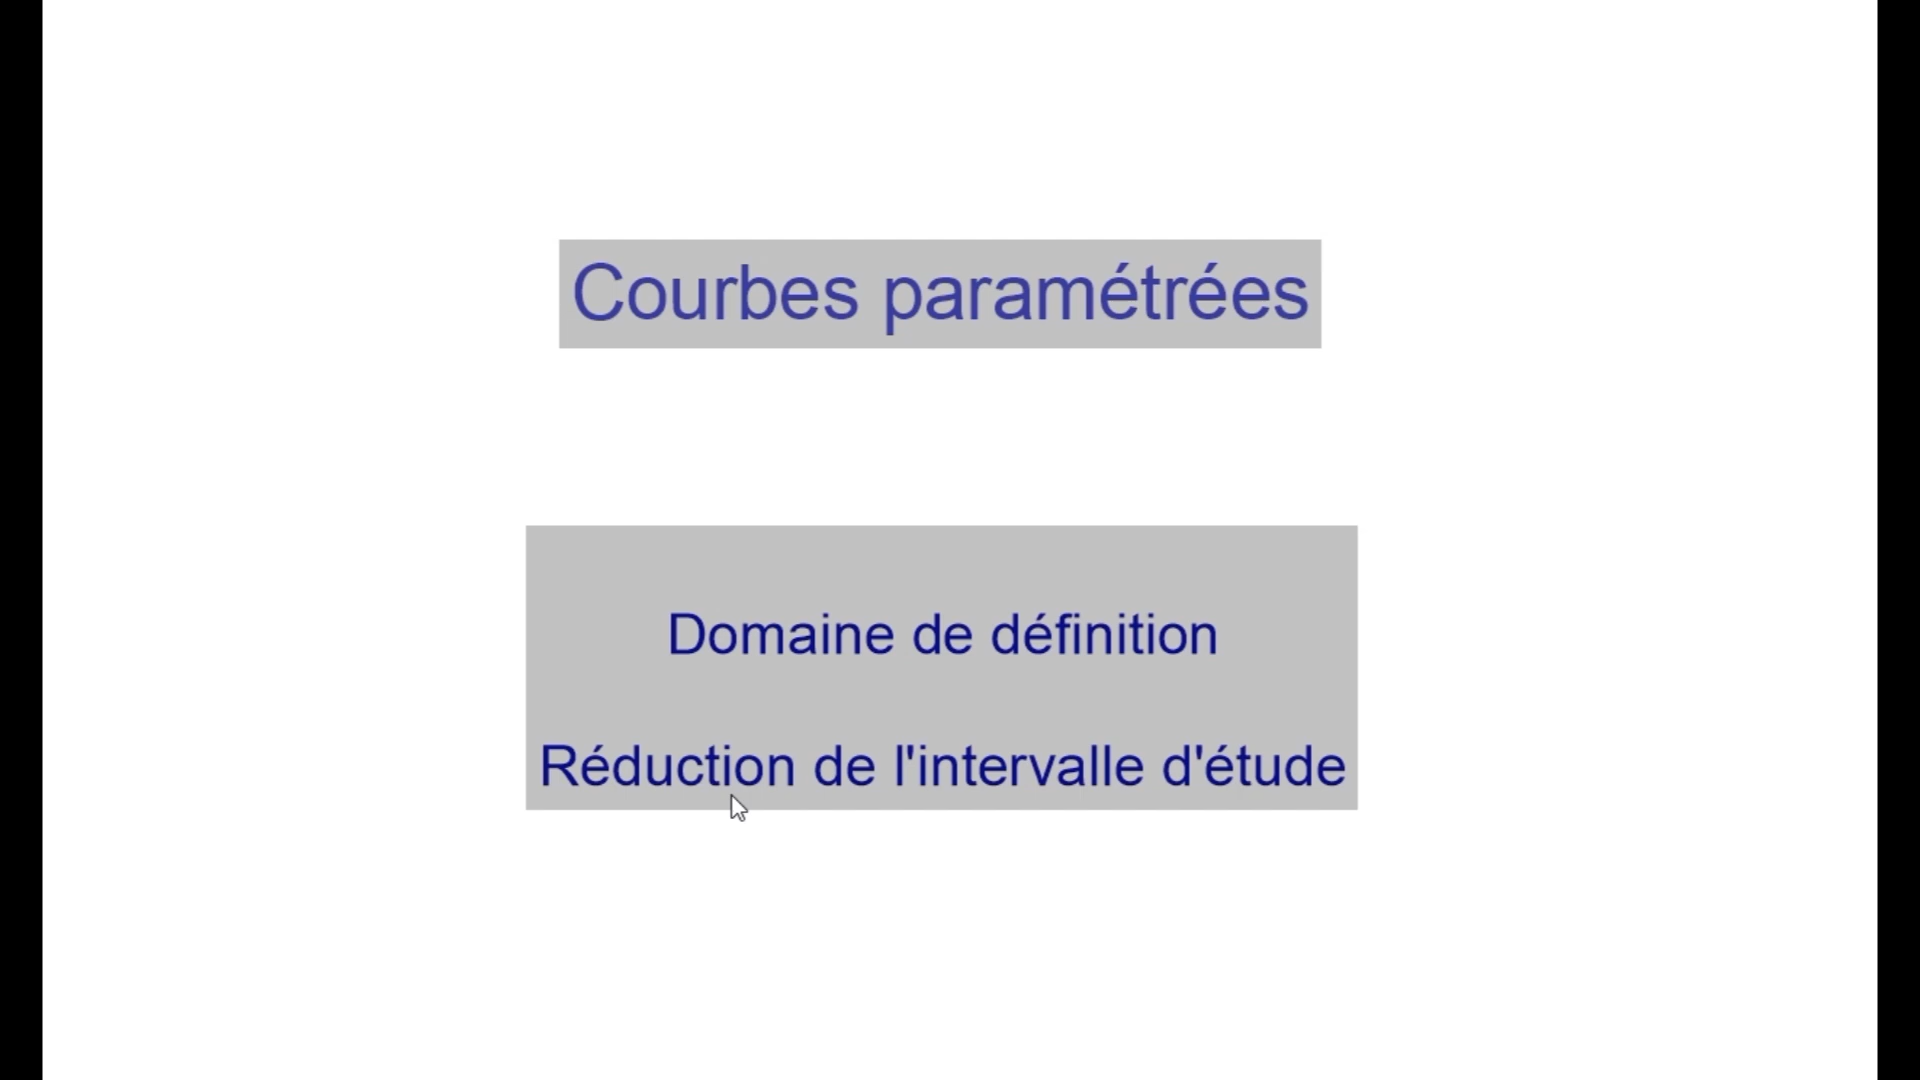 Courbes paramétrées
Domaine de définition
Réduction de l'intervalle d'étude